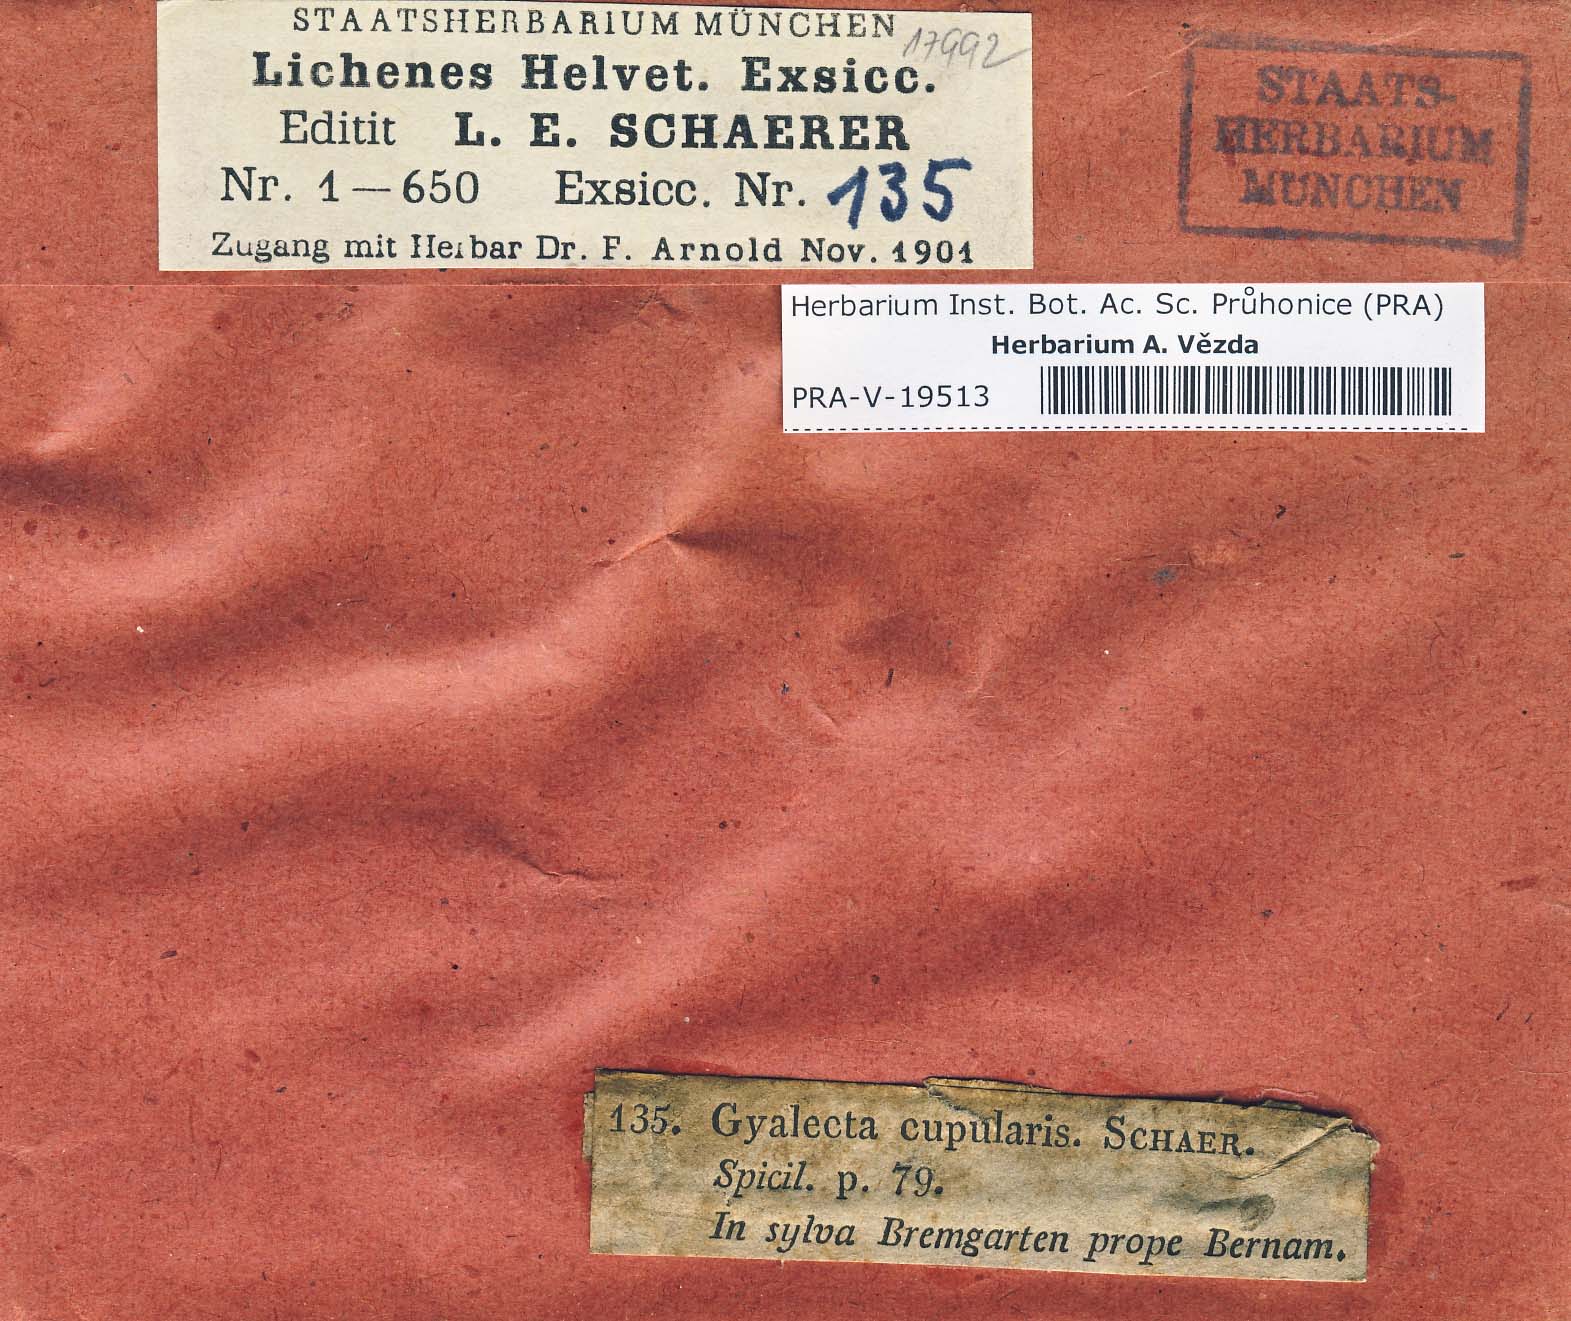 STAATSHERBARIUM MÜNCHEN
17992
Lichenes Helvet. Exsicc.
Editit L. E. SCHAERER
Nr. 1—650 Exsicc. Nr. 135
Zugang mit Herbar Dr. F. Arnold Nov. 1901
STAATS-
HERBARIUM
MÜNCHEN
Herbarium Inst. Bot. Ac. Sc. Průhonice (PRA)
Herbarium A. Vězda
PRA-V-19513
135. Gyalecta cupularis. SCHAER.
Spicil. p. 79.
In sylva Bremgarten prope Bernam.